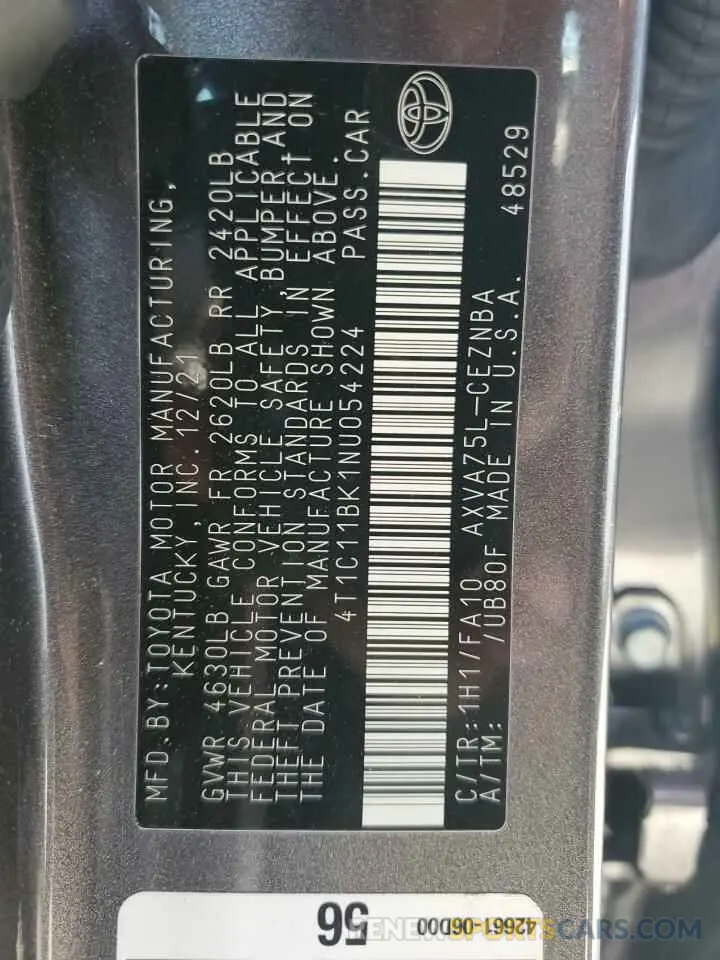 MFD.BY:TOYOTA MOTOR MANUFACTURING,
KENTUCKY,INC.12/21
GVWR 4630LB GAWR FR 2620LB RR 2420LB
THIS VEHICLE CONFORMS TO ALL APPLICABLE
FEDERAL MOTOR VEHICLE SAFETY,BUMPER,AND
THEFT PREVENTION STANDARDS IN EFFECT ON
THE DATE OF MANUFACTURE SHOWN ABOVE.
4T1C11BK1NU054224 PASS.CAR
C/TR:1H1/FA10 AXVA75L-CEZNBA
A/TM: /UB80F MADE IN U.S.A. 48529
56
42661-06D00
RENEWSPORTSCARS.COM